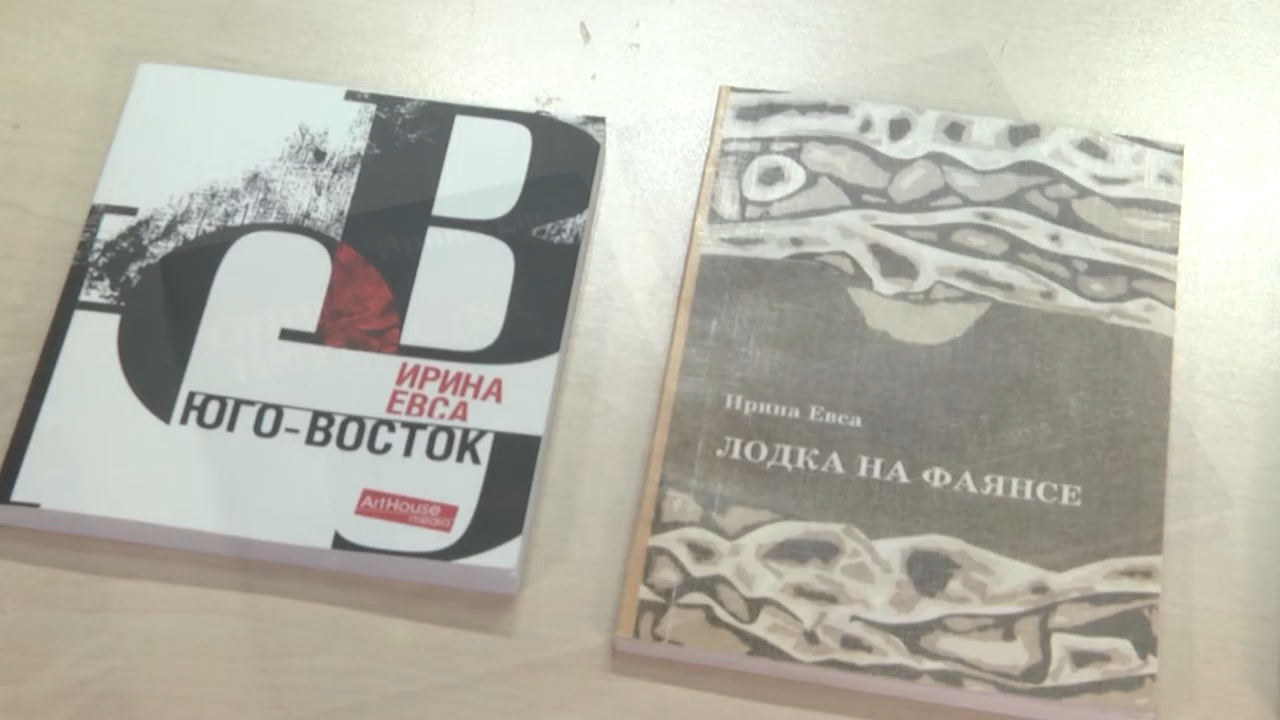 ИРИНА
ЕВСА
ЮГО-ВОСТОК
ArtHouse
media
Ирина Евса
ЛОДКА НА ФАЯНСЕ